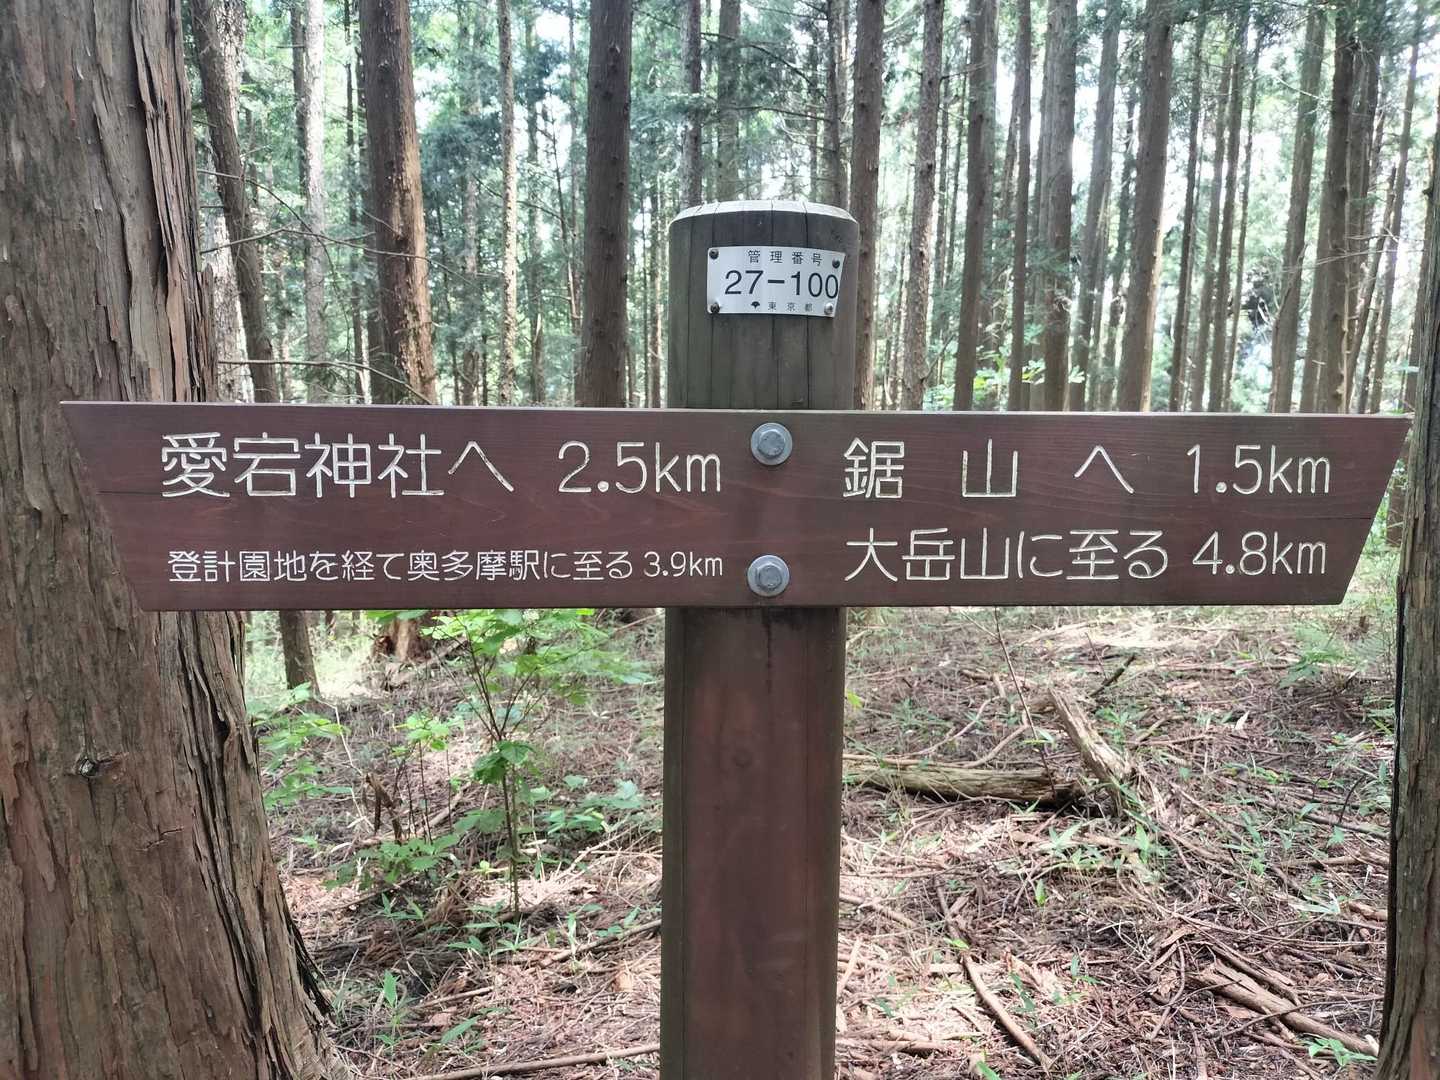 管理番号
27-100
東京都
愛宕神社へ 2.5km
登計園地を経て奥多摩駅に至る 3.9km
鋸山へ 1.5km
大岳山に至る 4.8km